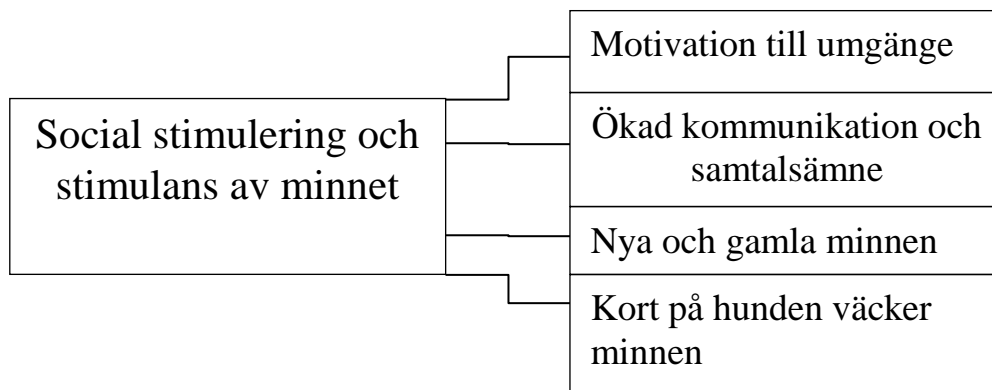 Social stimulering och
stimulans av minnet
Motivation till umgänge
Ökad kommunikation och
samtalsämne
Nya och gamla minnen
Kort på hunden väcker
minnen